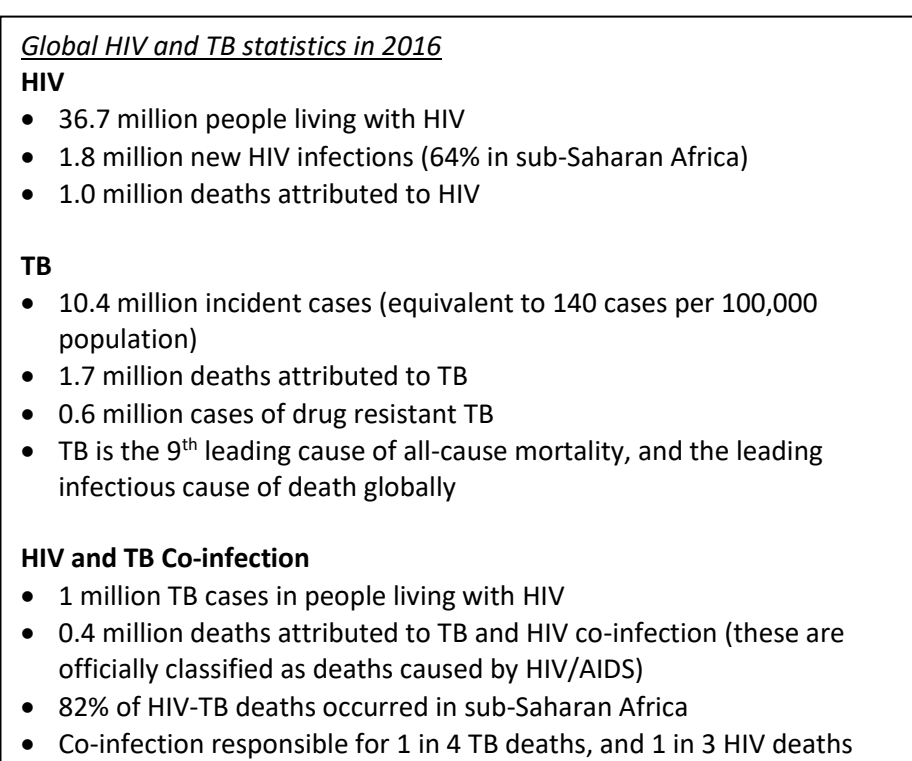 Global HIV and TB statistics in 2016
HIV
• 36.7 million people living with HIV
• 1.8 million new HIV infections (64% in sub-Saharan Africa)
• 1.0 million deaths attributed to HIV
TB
• 10.4 million incident cases (equivalent to 140 cases per 100,000
population)
• 1.7 million deaths attributed to TB
• 0.6 million cases of drug resistant TB
• TB is the 9th leading cause of all-cause mortality, and the leading
infectious cause of death globally
HIV and TB Co-infection
• 1 million TB cases in people living with HIV
• 0.4 million deaths attributed to TB and HIV co-infection (these are
officially classified as deaths caused by HIV/AIDS)
• 82% of HIV-TB deaths occurred in sub-Saharan Africa
• Co-infection responsible for 1 in 4 TB deaths, and 1 in 3 HIV deaths